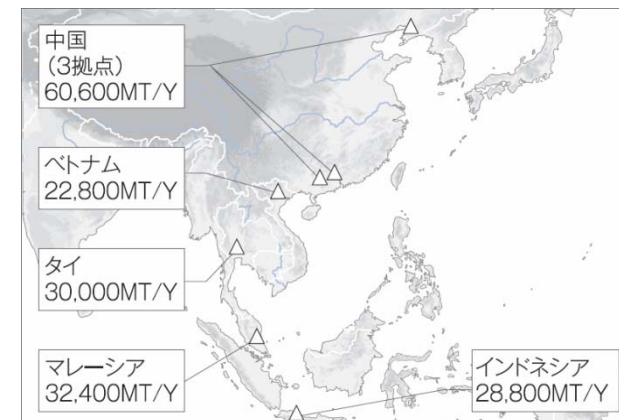 中国
（3拠点）
60,600MT/Y
ベトナム
22,800MT/Y
タイ
30,000MT/Y
マレーシア
32,400MT/Y
インドネシア
28,800MT/Y